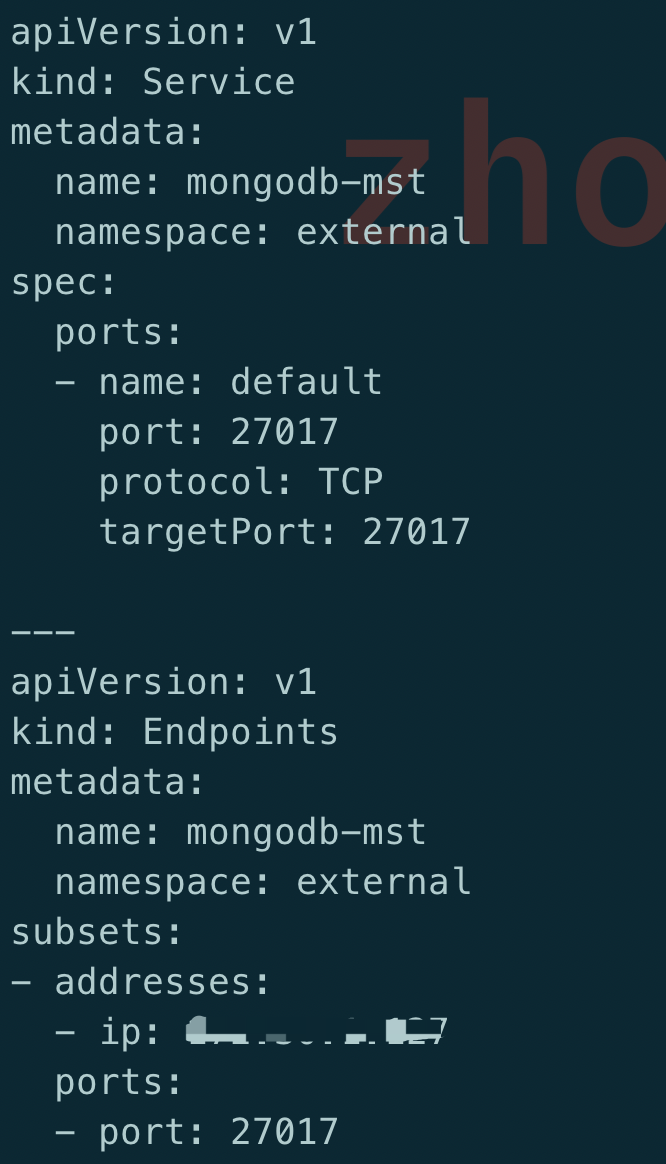 apiVersion: v1
kind: Service
metadata:
  name: mongodb-mst
  namespace: external
spec:
  ports:
  - name: default
    port: 27017
    protocol: TCP
    targetPort: 27017
---
apiVersion: v1
kind: Endpoints
metadata:
  name: mongodb-mst
  namespace: external
subsets:
- addresses:
  - ip:
  ports:
  - port: 27017
zho